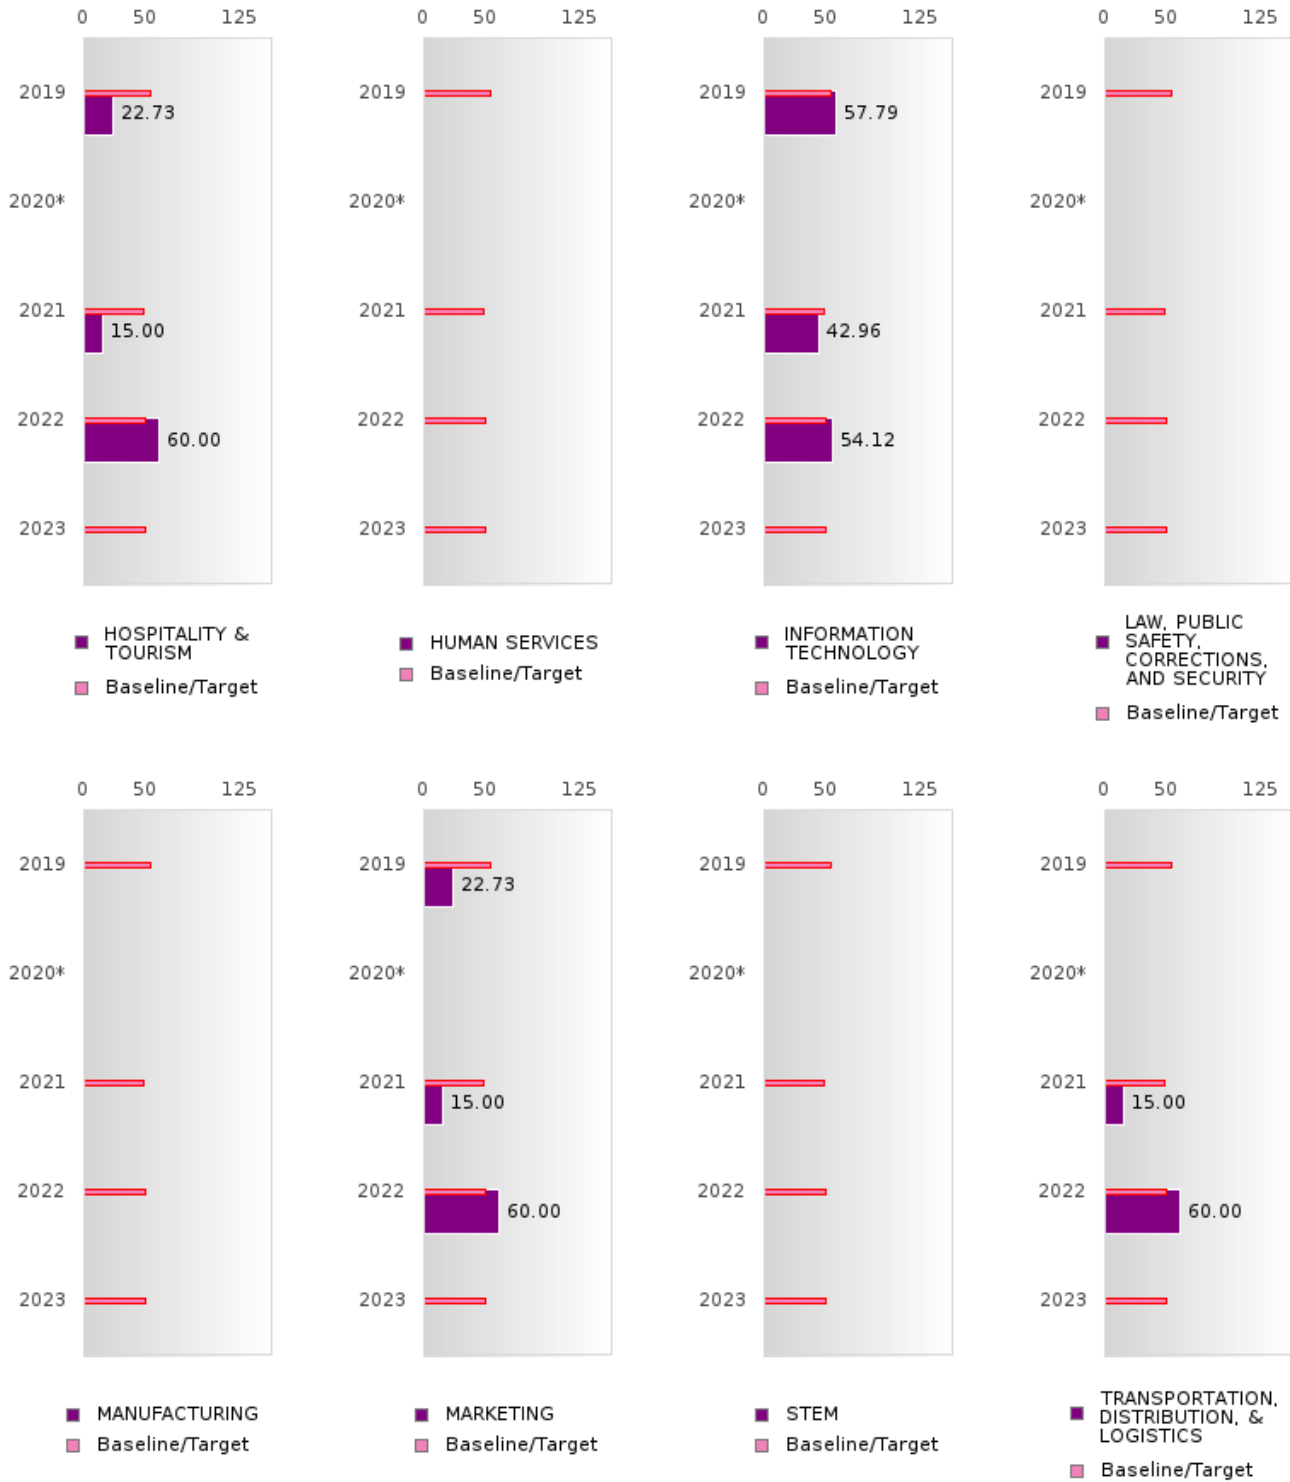 0 50 125
2019
22.73
2020*
2021
15.00
2022
60.00
2023
HOSPITALITY &
TOURISM
Baseline/Target
0 50 125
2019
2020*
2021
2022
2023
HUMAN SERVICES
Baseline/Target
0 50 125
2019
57.79
2020*
2021
42.96
2022
54.12
2023
INFORMATION
TECHNOLOGY
Baseline/Target
0 50 125
2019
2020*
2021
2022
2023
LAW, PUBLIC
SAFETY,
CORRECTIONS,
AND SECURITY
Baseline/Target
0 50 125
2019
2020*
2021
2022
2023
MANUFACTURING
Baseline/Target
0 50 125
2019
22.73
2020*
2021
15.00
2022
60.00
2023
MARKETING
Baseline/Target
0 50 125
2019
2020*
2021
2022
2023
STEM
Baseline/Target
0 50 125
2019
2020*
2021
15.00
2022
60.00
2023
TRANSPORTATION,
DISTRIBUTION, &
LOGISTICS
Baseline/Target